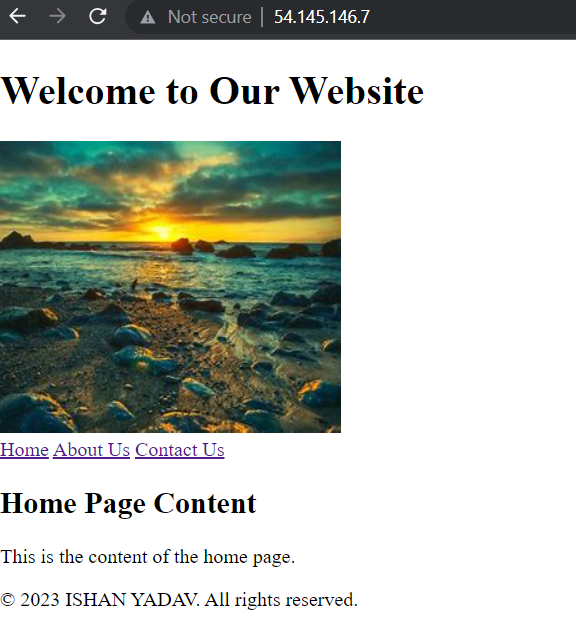 Not secure | 54.145.146.7
Welcome to Our Website
Home About Us Contact Us
Home Page Content
This is the content of the home page.
© 2023 ISHAN YADAV. All rights reserved.